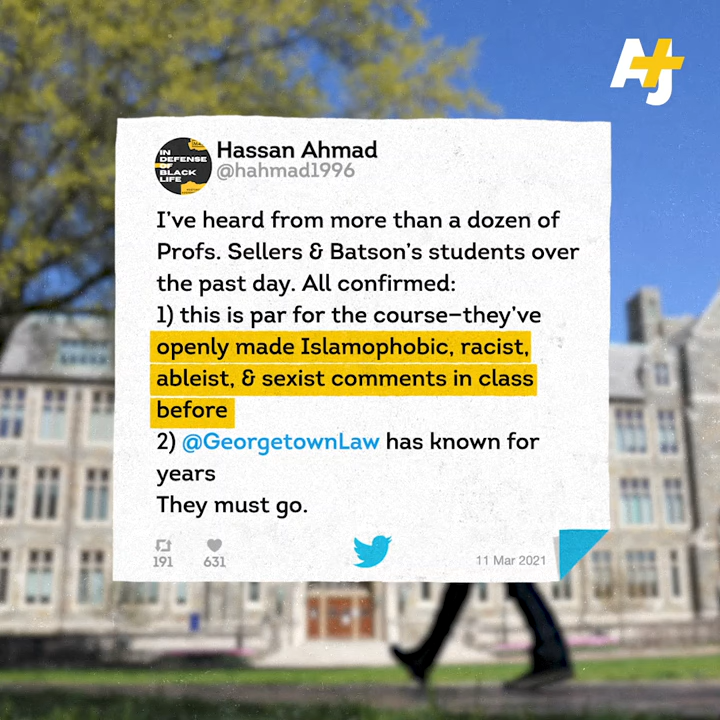 AJ+
IN
DEFENSE
OF
BLACK
LIFE
Hassan Ahmad
@hahmad1996
I've heard from more than a dozen of
Profs. Sellers & Batson's students over
the past day. All confirmed:
1) this is par for the course–they've
openly made Islamophobic, racist,
ableist, & sexist comments in class
before
2) @GeorgetownLaw has known for
years
They must go.
191 631 11 Mar 2021